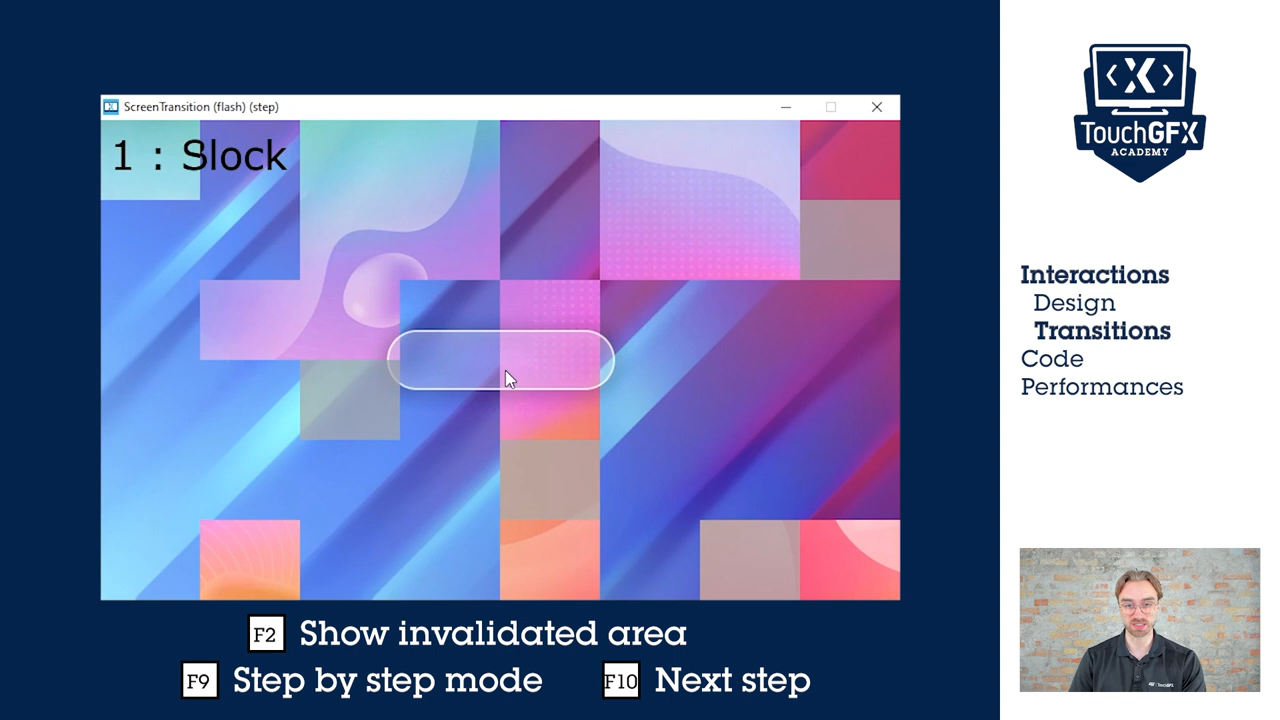 ScreenTransition (flash) (step)
1 : Slock
F2 Show invalidated area
F9 Step by step mode F10 Next step
TouchGFX
ACADEMY
Interactions
Design
Transitions
Code
Performances
TouchGFX